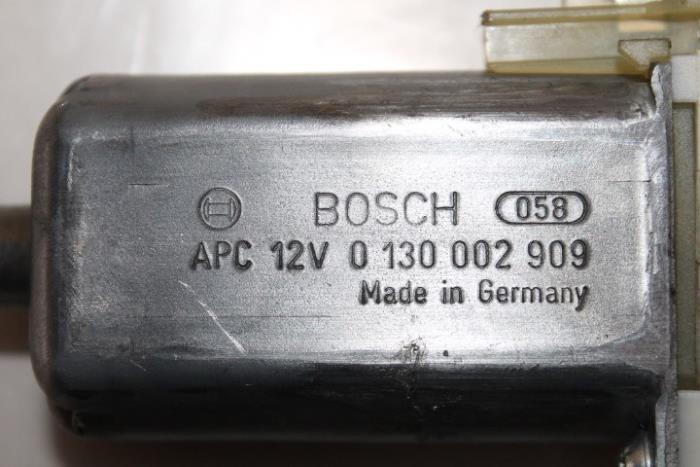 BOSCH 058
APC 12V 0 130 002 909
Made in Germany